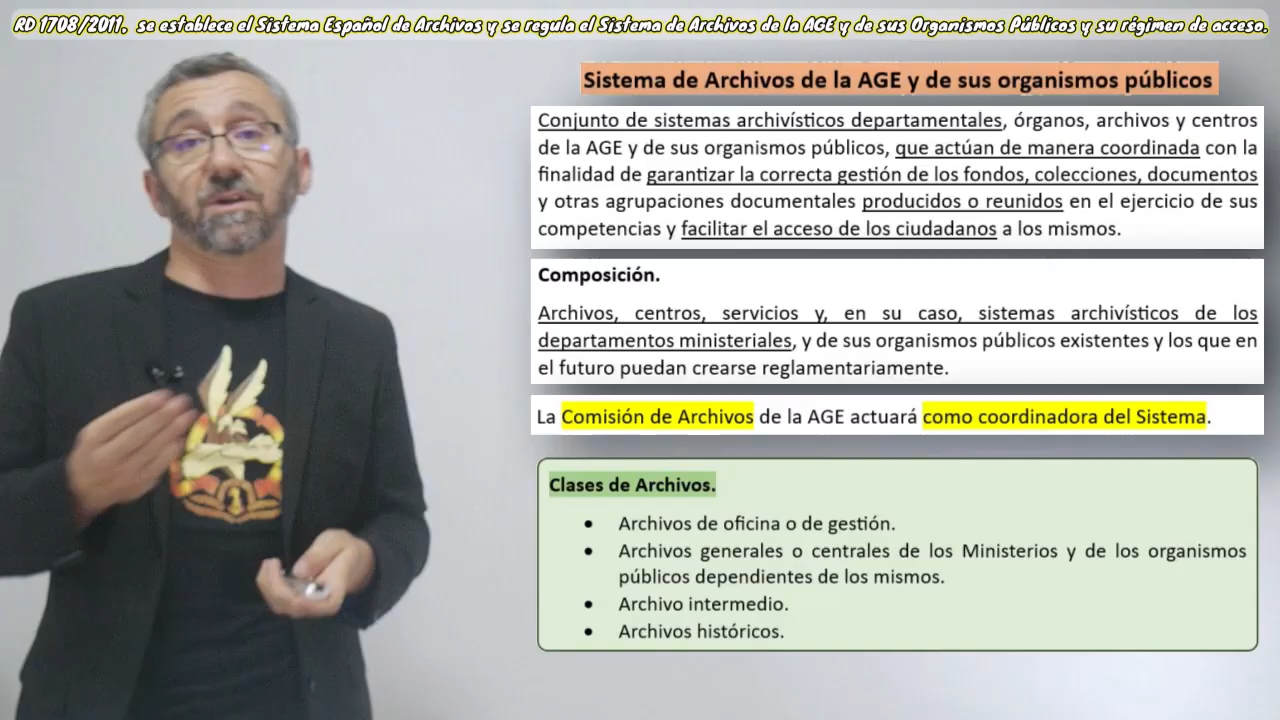 RD 1708/2011, se establece el Sistema Español de Archivos y se regula el Sistema de Archivos de la AGE y de sus Organismos Públicos y su régimen de acceso.
Sistema de Archivos de la AGE y de sus organismos públicos
Conjunto de sistemas archivísticos departamentales, órganos, archivos y centros
de la AGE y de sus organismos públicos, que actúan de manera coordinada con la
finalidad de garantizar la correcta gestión de los fondos, colecciones, documentos
y otras agrupaciones documentales producidos o reunidos en el ejercicio de sus
competencias y facilitar el acceso de los ciudadanos a los mismos.
Composición.
Archivos, centros, servicios y, en su caso, sistemas archivísticos de los
departamentos ministeriales, y de sus organismos públicos existentes y los que en
el futuro puedan crearse reglamentariamente.
La Comisión de Archivos de la AGE actuará como coordinadora del Sistema.
Clases de Archivos.
• Archivos de oficina o de gestión.
• Archivos generales o centrales de los Ministerios y de los organismos
públicos dependientes de los mismos.
• Archivo intermedio.
• Archivos históricos.